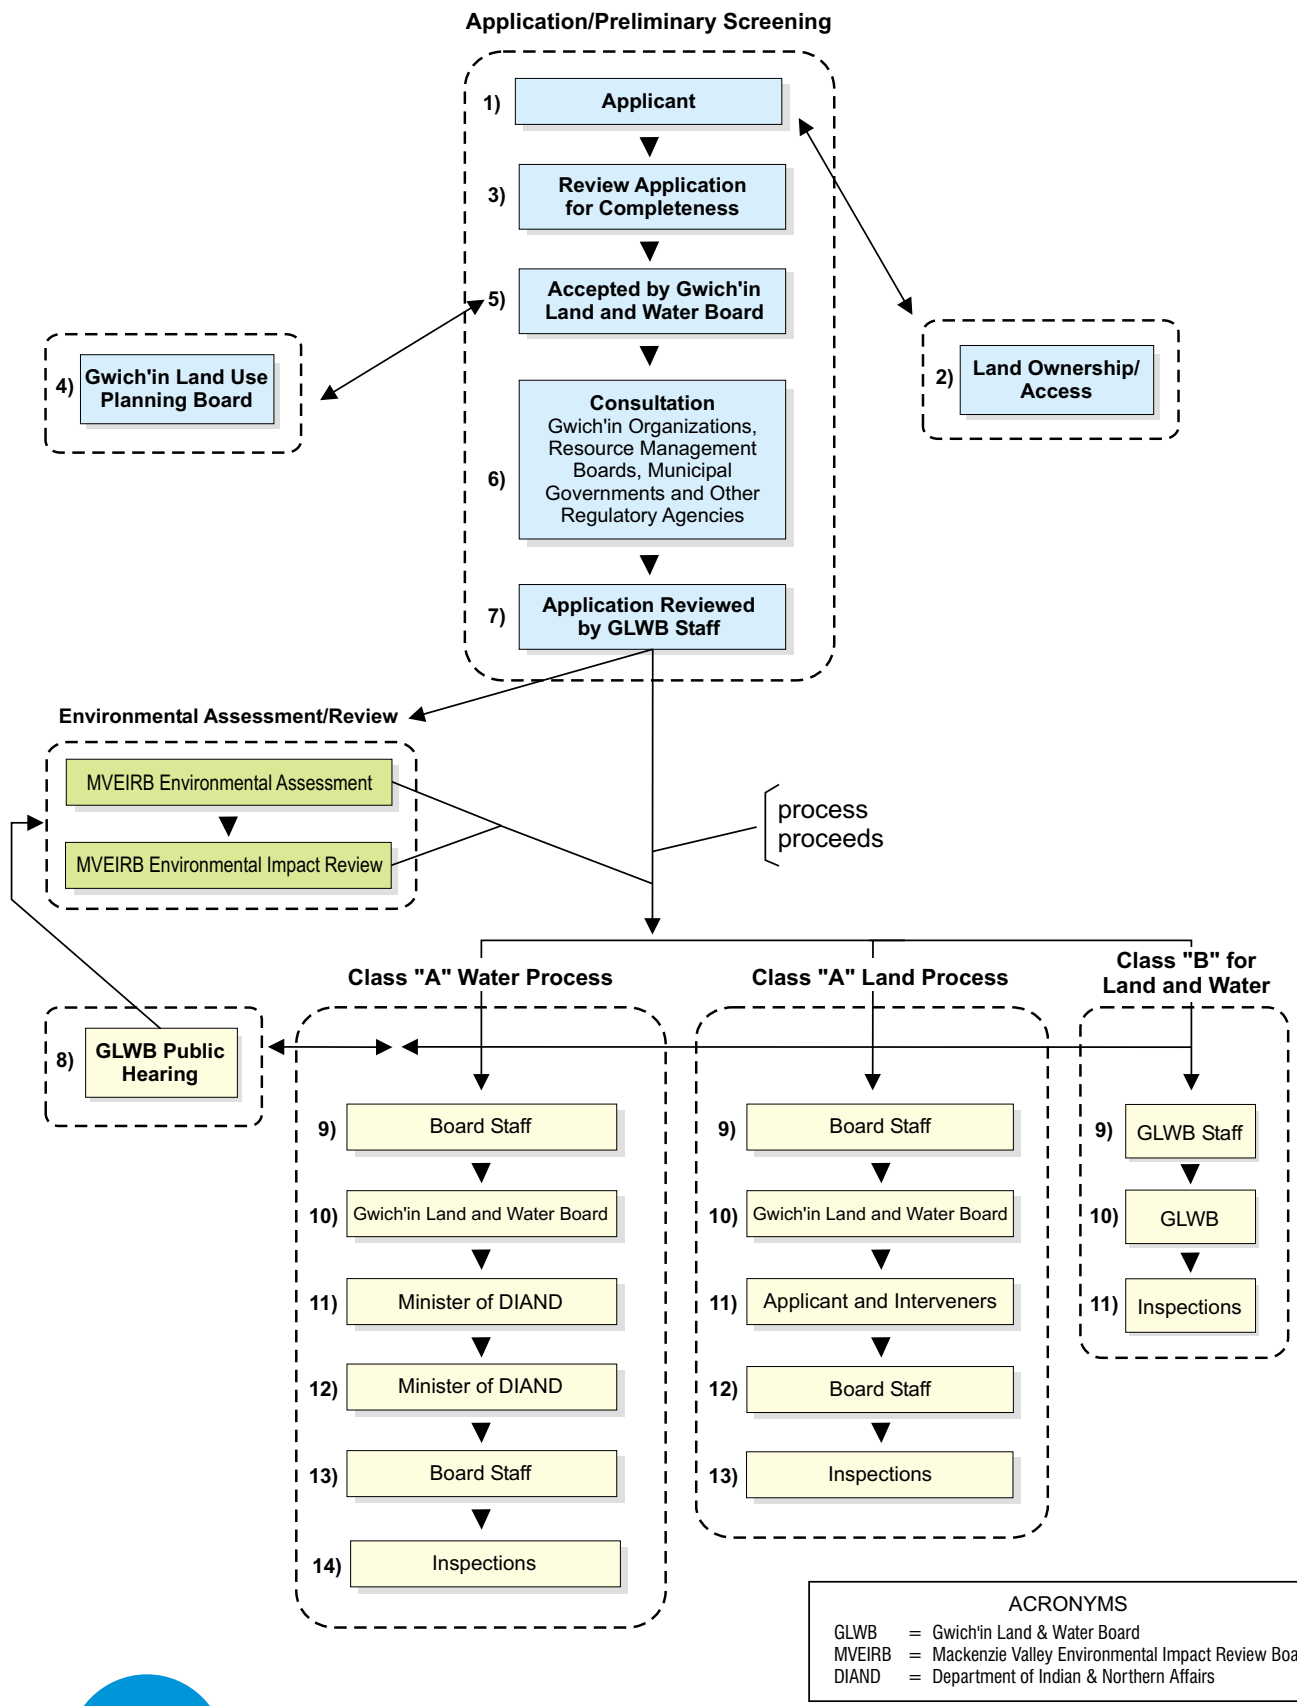 Application/Preliminary Screening
1)
Applicant
3)
Review Application
for Completeness
5)
Accepted by Gwich'in
Land and Water Board
4)
Gwich'in Land Use
Planning Board
2)
Land Ownership/
Access
6)
Consultation
Gwich'in Organizations,
Resource Management
Boards, Municipal
Governments and Other
Regulatory Agencies
7)
Application Reviewed
by GLWB Staff
Environmental Assessment/Review
MVEIRB Environmental Assessment
MVEIRB Environmental Impact Review
process
proceeds
8)
GLWB Public
Hearing
Class "A" Water Process
9)
Board Staff
10)
Gwich'in Land and Water Board
11)
Minister of DIAND
12)
Minister of DIAND
13)
Board Staff
14)
Inspections
Class "A" Land Process
9)
Board Staff
10)
Gwich'in Land and Water Board
11)
Applicant and Interveners
12)
Board Staff
13)
Inspections
Class "B" for
Land and Water
9)
GLWB Staff
10)
GLWB
11)
Inspections
ACRONYMS
GLWB = Gwich'in Land & Water Board
MVEIRB = Mackenzie Valley Environmental Impact Review Boa
DIAND = Department of Indian & Northern Affairs